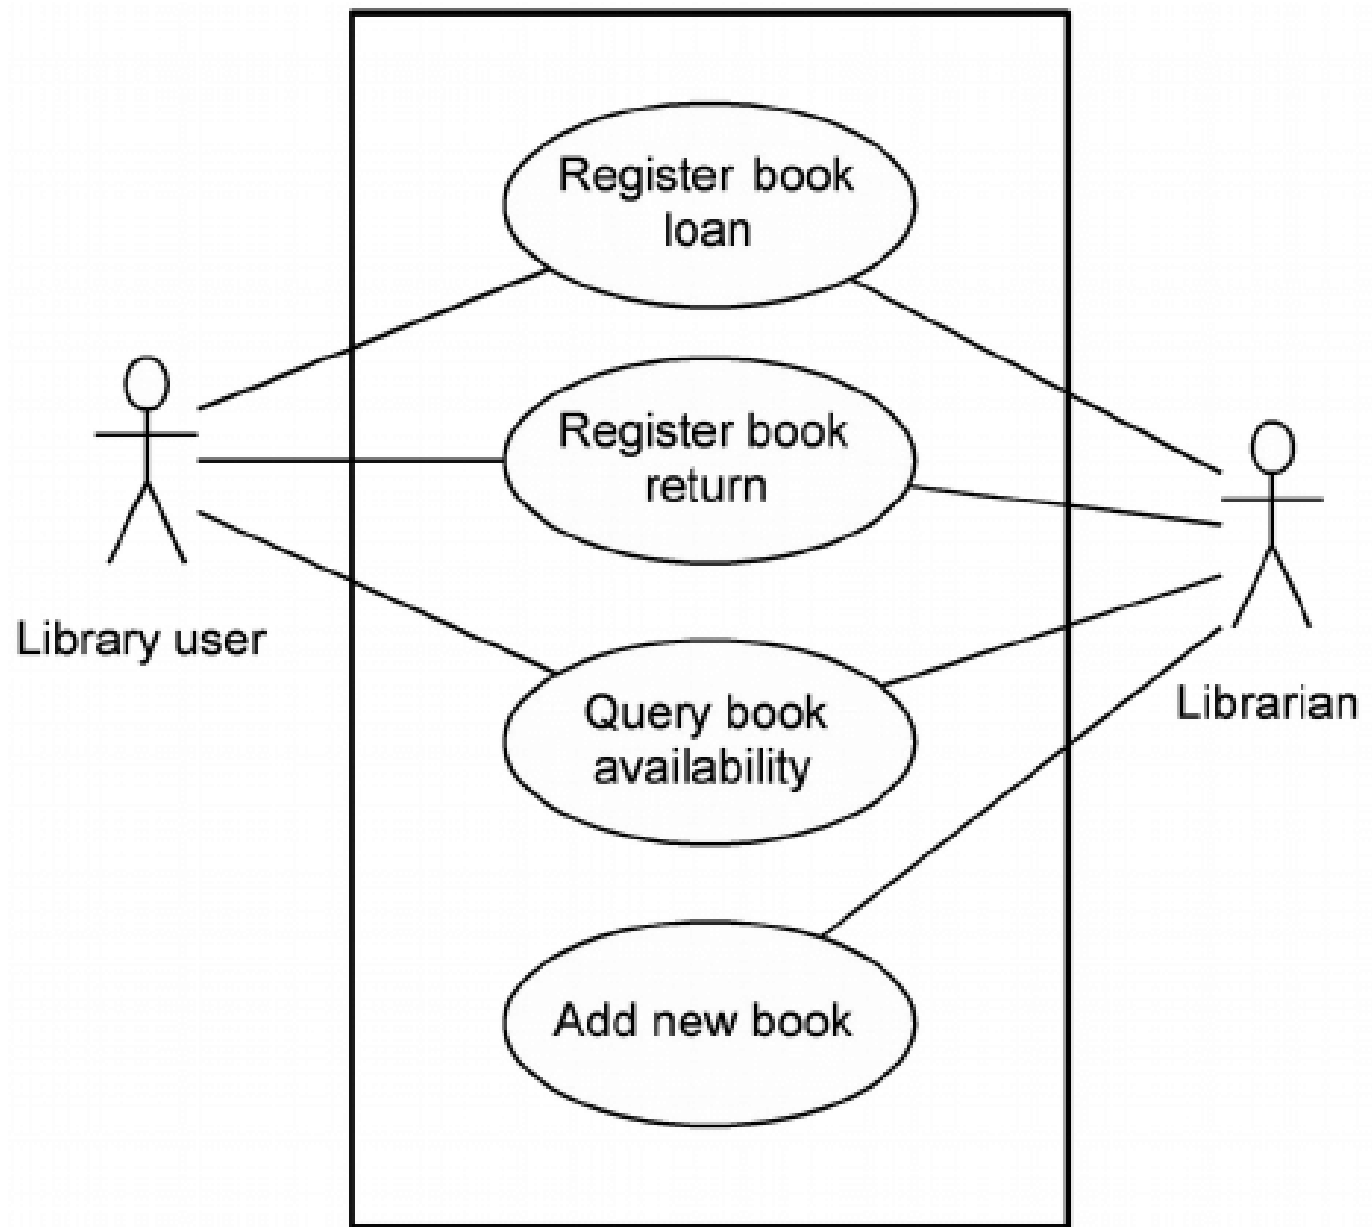 Register book
loan
Register book
return
Library user
Query book
availability
Librarian
Add new book